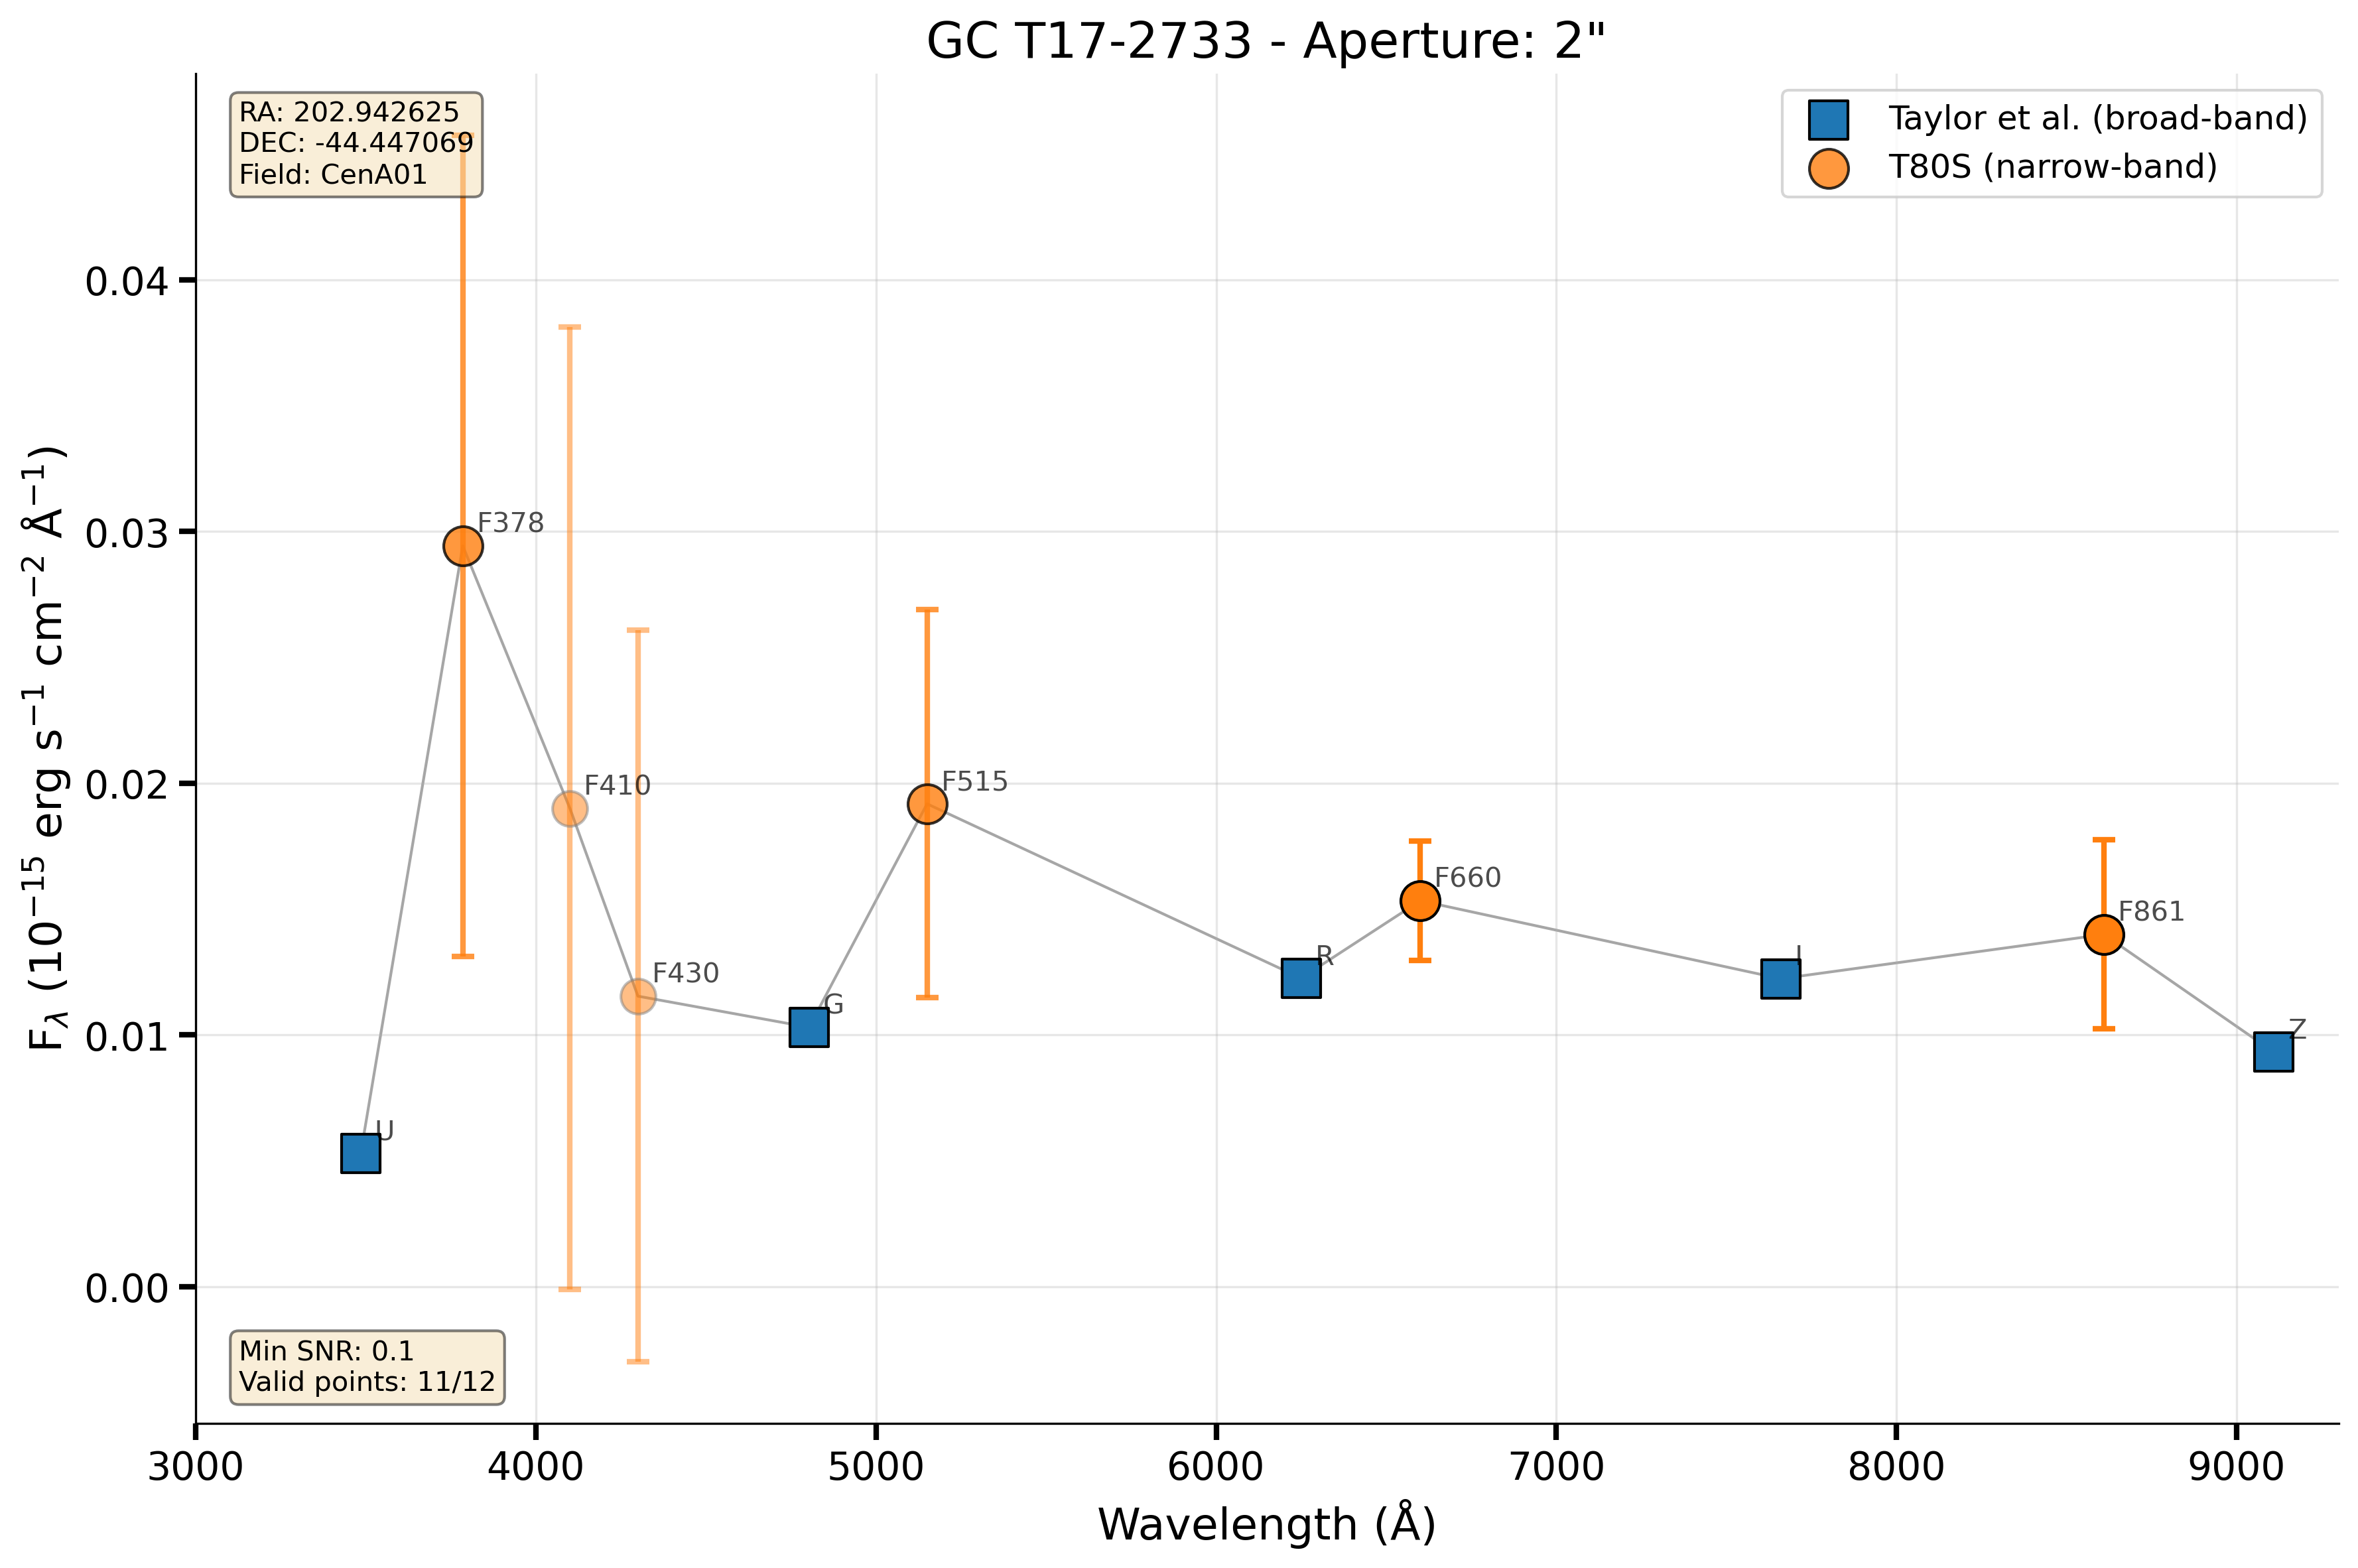 GC T17-2733 - Aperture: 2"
RA: 202.942625
DEC: -44.447069
Field: CenA01
Taylor et al. (broad-band)
T80S (narrow-band)
0.04
0.03
0.02
0.01
0.00
F$_{\lambda}$ (10$^{-15}$ erg s$^{-1}$ cm$^{-2}$ Å$^{-1}$)
U
F378
F410
F430
G
F515
R
F660
I
F861
Z
Min SNR: 0.1
Valid points: 11/12
3000 4000 5000 6000 7000 8000 9000
Wavelength (Å)